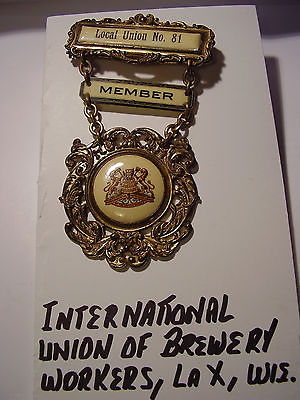 Local Union No. 81
MEMBER
INTERNATIONAL
UNION OF BREWERY
WORKERS, LA X, WIS.